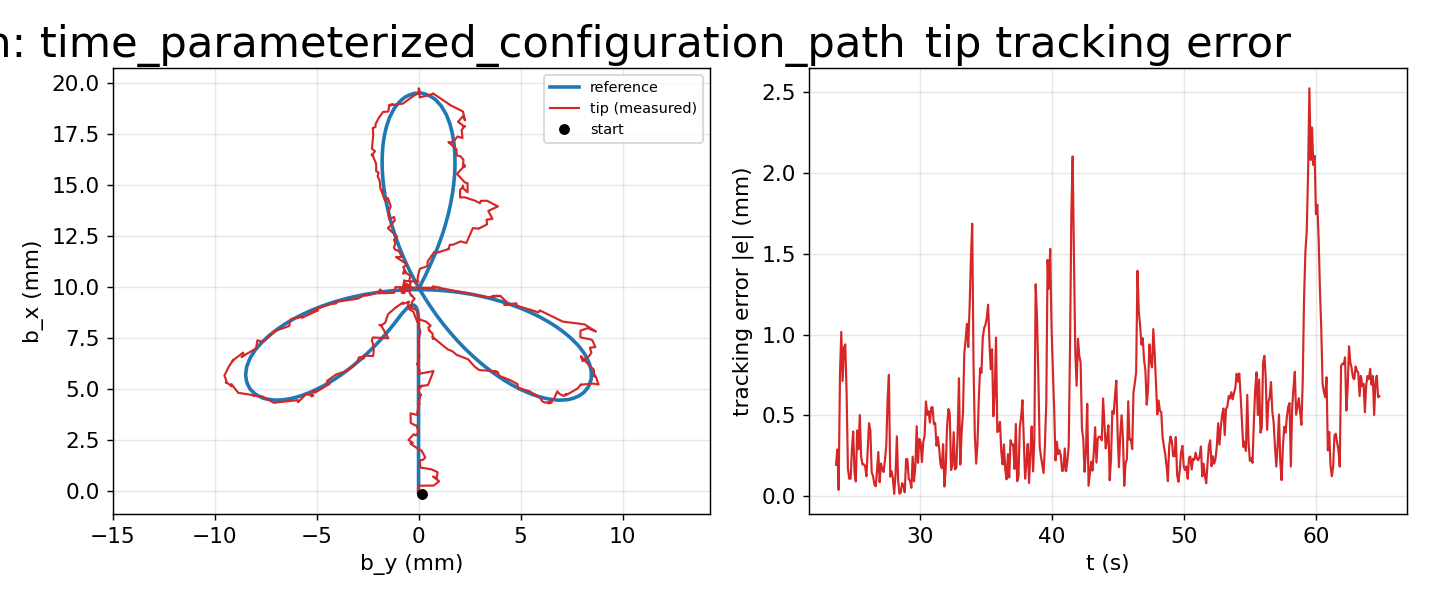 n: time_parameterized_configuration_path tip tracking error
20.0
17.5
15.0
12.5
10.0
7.5
5.0
2.5
0.0
b_x (mm)
reference
tip (measured)
start
−15 −10 −5 0 5 10
b_y (mm)
2.5
2.0
1.5
1.0
0.5
0.0
tracking error |e| (mm)
30 40 50 60
t (s)